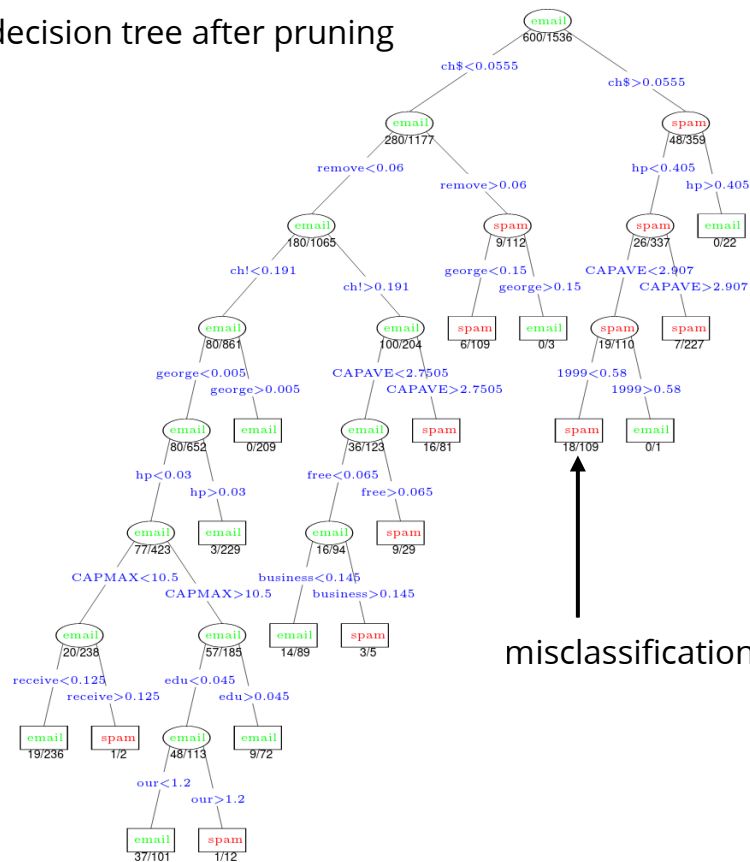 decision tree after pruning
email
600/1536
ch$<0.0555
ch$>0.0555
email
280/1177
spam
48/359
remove<0.06
remove>0.06
hp<0.405
hp>0.405
email
180/1065
spam
9/112
spam
26/337
email
0/22
ch!<0.191
ch!>0.191
george<0.15
george>0.15
CAPAVE<2.907
CAPAVE>2.907
email
80/861
email
100/204
spam
6/109
email
0/3
spam
19/110
spam
7/227
george<0.005
george>0.005
CAPAVE<2.7505
CAPAVE>2.7505
1999<0.58
1999>0.58
email
80/652
email
0/209
email
36/123
spam
16/81
spam
18/109
email
0/1
hp<0.03
hp>0.03
free<0.065
free>0.065
email
77/423
email
3/229
email
16/94
spam
9/29
CAPMAX<10.5
CAPMAX>10.5
business<0.145
business>0.145
email
20/238
email
57/185
email
14/89
spam
3/5
misclassification
receive<0.125
receive>0.125
edu<0.045
edu>0.045
email
19/236
spam
1/2
email
48/113
email
9/72
our<1.2
our>1.2
email
37/101
spam
1/12